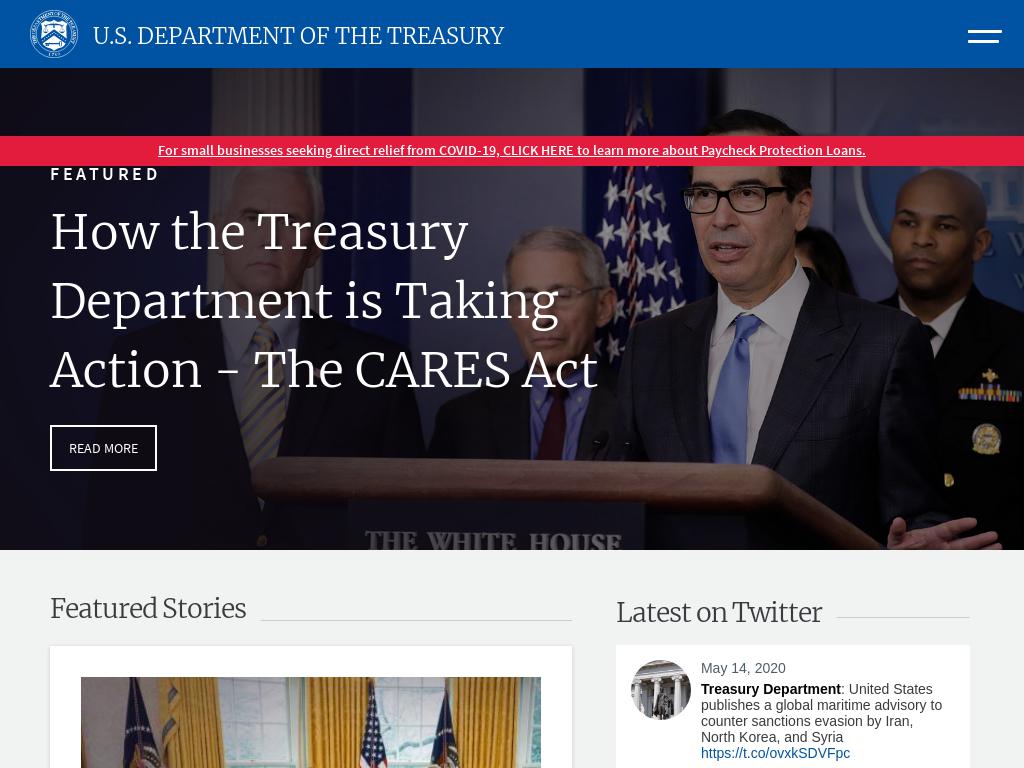 U.S. DEPARTMENT OF THE TREASURY
For small businesses seeking direct relief from COVID-19, CLICK HERE to learn more about Paycheck Protection Loans.
FEATURED
How the Treasury
Department is Taking
Action - The CARES Act
READ MORE
THE WHITE HOUSE
Featured Stories
Latest on Twitter
May 14, 2020
Treasury Department: United States
publishes a global maritime advisory to
counter sanctions evasion by Iran,
North Korea, and Syria
https://t.co/ovxkSDVFpc